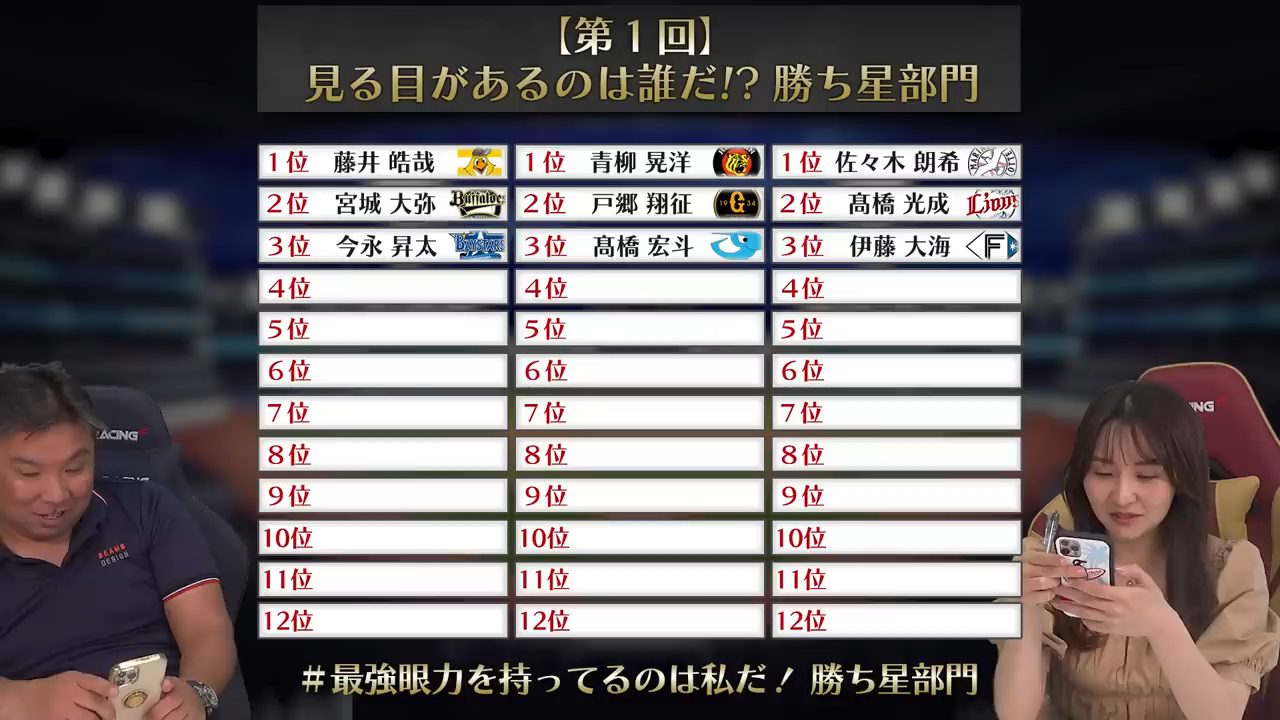 【第1回】
見る目があるのは誰だ!? 勝ち星部門
1位 藤井 皓哉
1位 青柳 晃洋
1位 佐々木 朗希
2位 宮城 大弥 Buffaloes
2位 戸郷 翔征 19 G 34
2位 髙橋 光成 Lions
3位 今永 昇太 BAYSTARS
3位 髙橋 宏斗
3位 伊藤 大海 F
4位
4位
4位
5位
5位
5位
6位
6位
6位
7位
7位
7位
8位
8位
8位
9位
9位
9位
10位
10位
10位
11位
11位
11位
12位
12位
12位
#最強眼力を持ってるのは私だ! 勝ち星部門
RACING
BEAMS
DESIGN